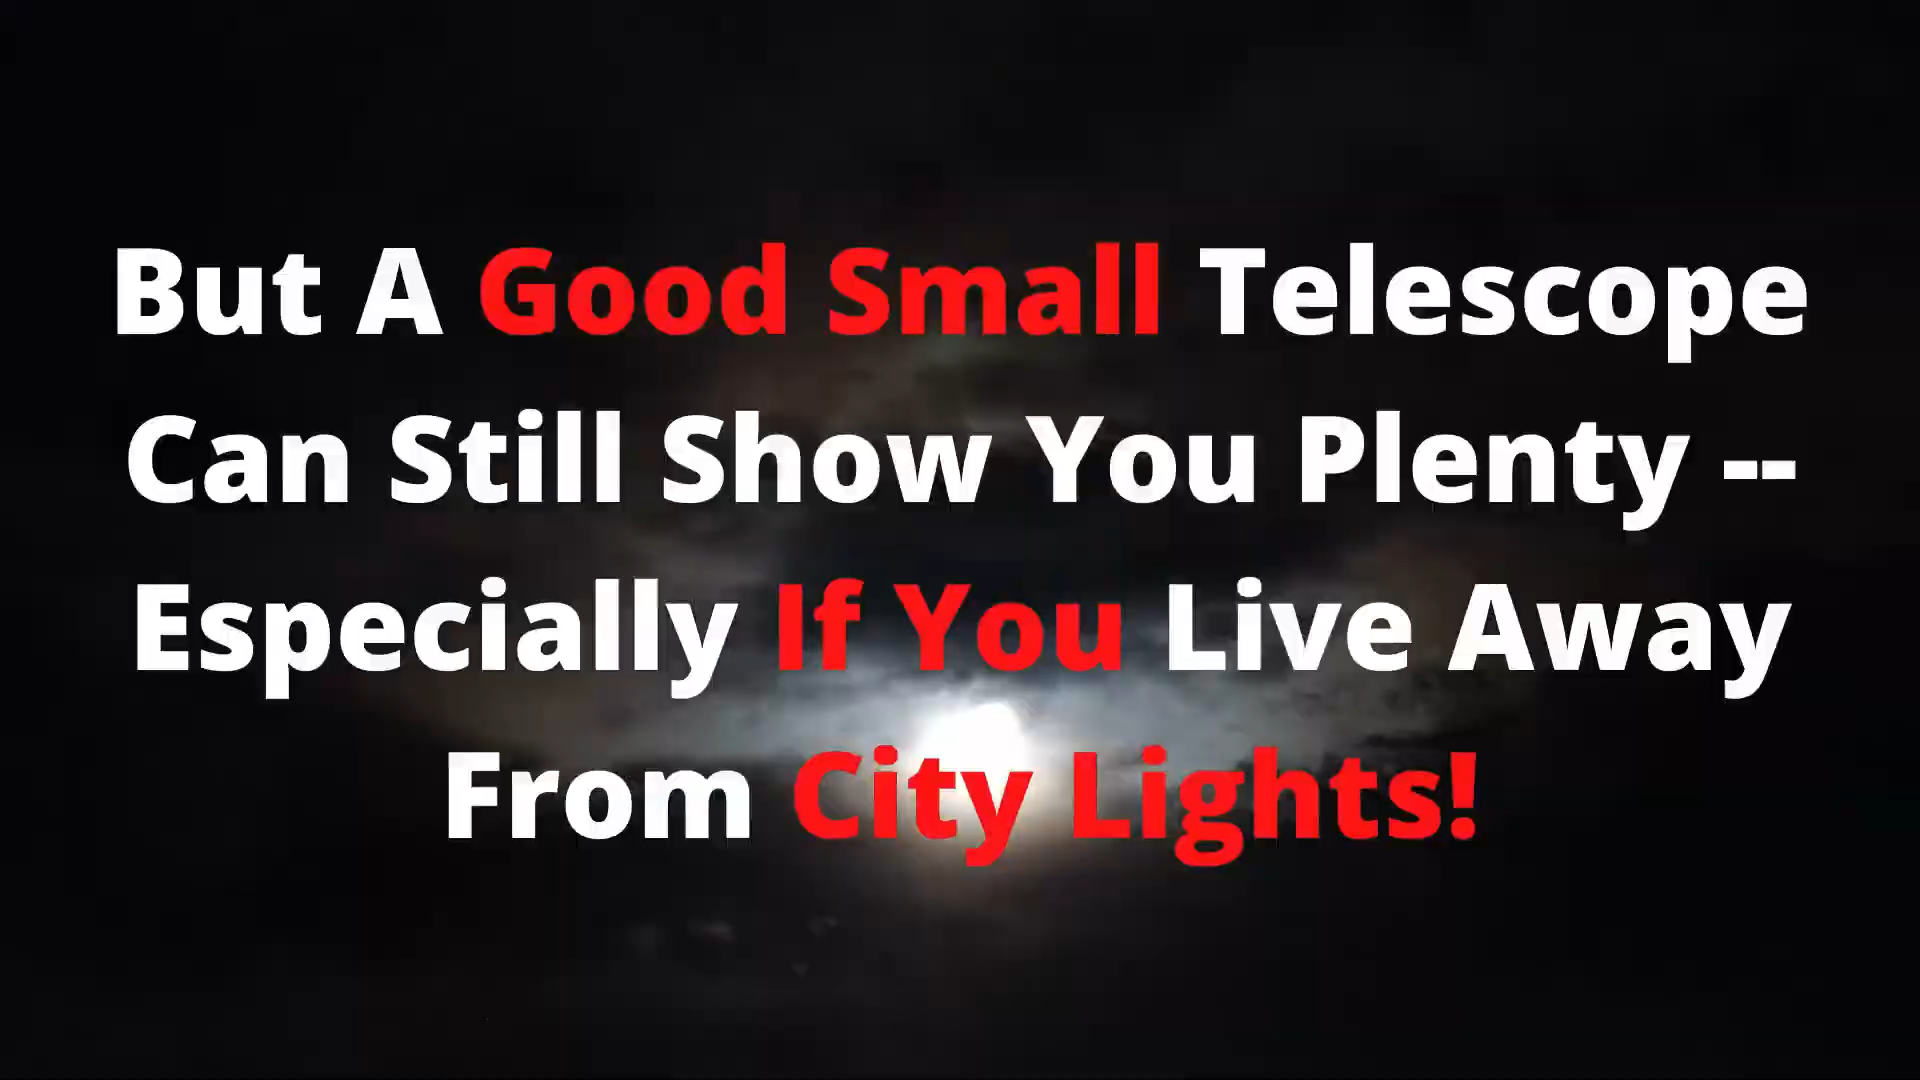 But A Good Small Telescope
Can Still Show You Plenty --
Especially If You Live Away
From City Lights!